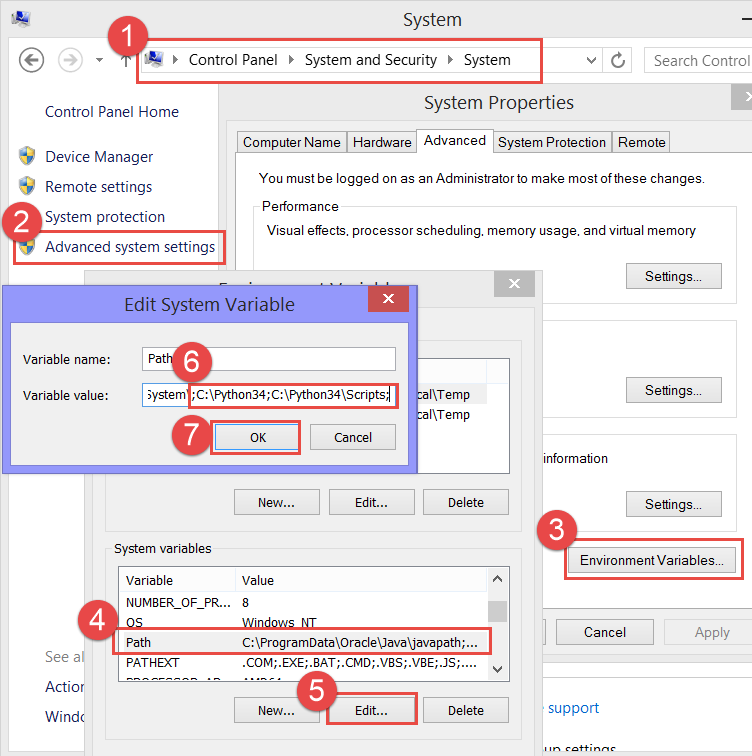 System
1
Control Panel System and Security System
Search Control
Control Panel Home
Device Manager
Remote settings
System protection
2
Advanced system settings
System Properties
Computer Name Hardware Advanced System Protection Remote
You must be logged on as an Administrator to make most of these changes.
Performance
Visual effects, processor scheduling, memory usage, and virtual memory
Settings...
Settings...
information
Settings...
3
Environment Variables...
Cancel Apply
Edit System Variable
6
Variable name: Path
Variable value: System\;C:\Python34;C:\Python34\Scripts;
7
OK Cancel
cal\Temp
cal\Temp
New... Edit... Delete
System variables
Variable Value
NUMBER_OF_PR... 8
OS Windows_NT
4
Path C:\ProgramData\Oracle\Java\javapath;...
PATHEXT .COM;.EXE;.BAT;.CMD;.VBS;.VBE;.JS;....
5
New... Edit... Delete
See al
Action
Windo
support
up settings